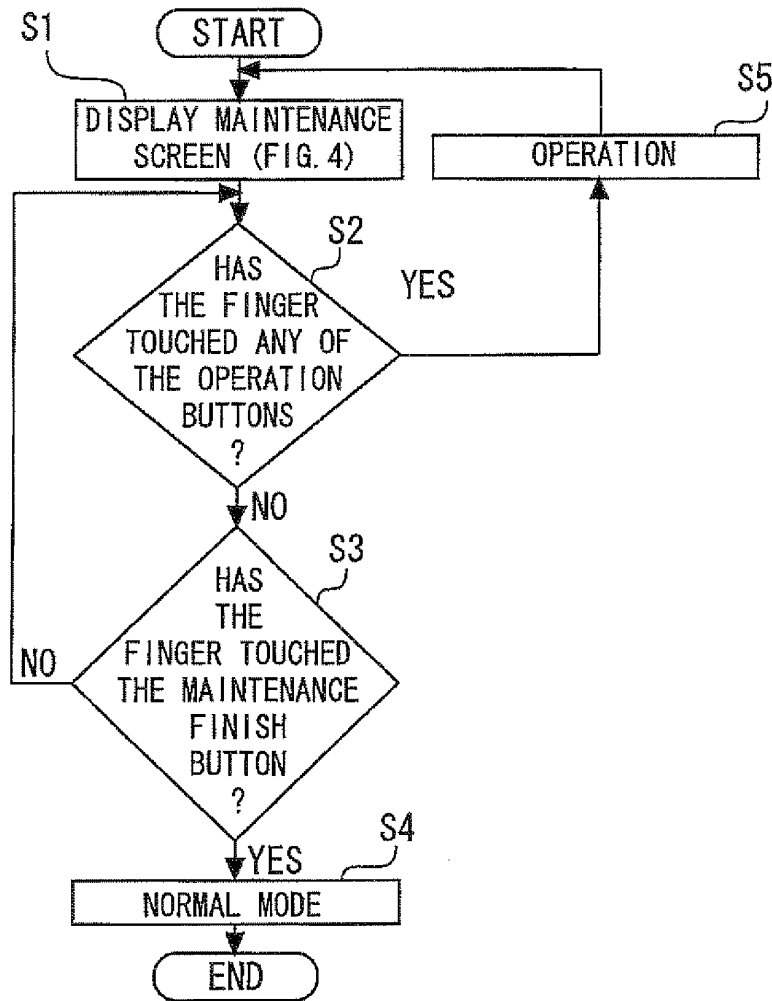 S1
START
S5
DISPLAY MAINTENANCE
SCREEN (FIG. 4)
OPERATION
S2
HAS
THE FINGER
TOUCHED ANY OF
THE OPERATION
BUTTONS
?
YES
NO
S3
HAS
THE
FINGER TOUCHED
THE MAINTENANCE
FINISH
BUTTON
?
NO
YES
S4
NORMAL MODE
END